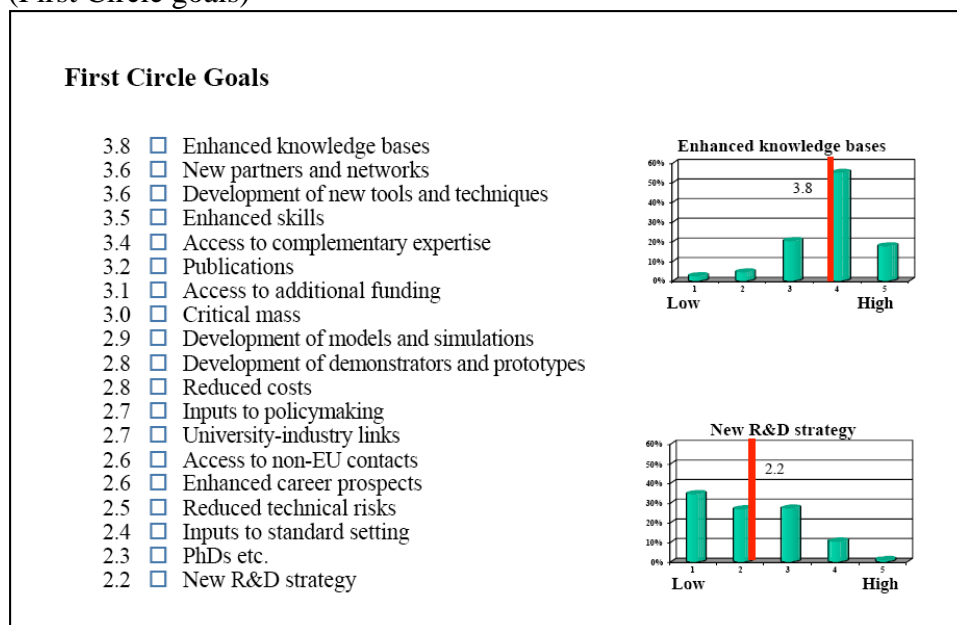 (First Circle goals)
First Circle Goals
3.8 Enhanced knowledge bases
3.6 New partners and networks
3.6 Development of new tools and techniques
3.5 Enhanced skills
3.4 Access to complementary expertise
3.2 Publications
3.1 Access to additional funding
3.0 Critical mass
2.9 Development of models and simulations
2.8 Development of demonstrators and prototypes
2.8 Reduced costs
2.7 Inputs to policymaking
2.7 University-industry links
2.6 Access to non-EU contacts
2.6 Enhanced career prospects
2.5 Reduced technical risks
2.4 Inputs to standard setting
2.3 PhDs etc.
2.2 New R&D strategy
Enhanced knowledge bases
60%
50%
3.8
40%
30%
20%
10%
0%
1 2 3 4 5
Low High
New R&D strategy
60%
50%
2.2
40%
30%
20%
10%
0%
1 2 3 4 5
Low High